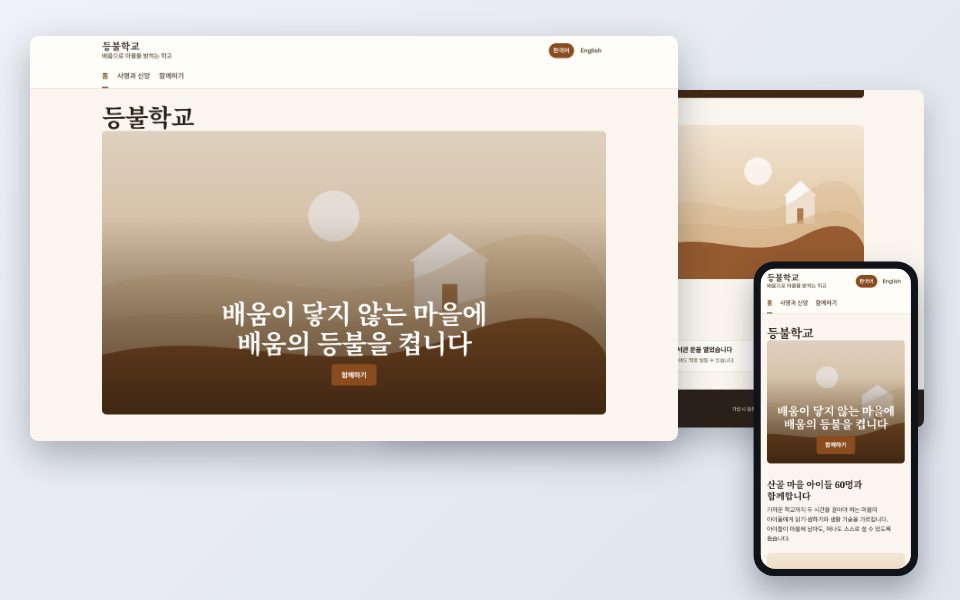 등불학교
배움으로 마을을 밝히는 학교
한국어
English
홈
사명과 신앙
함께하기
등불학교
배움이 닿지 않는 마을에
배움의 등불을 켭니다
함께하기
문을 열었습니다
등불학교
배움으로 마을을 밝히는 학교
한국어
English
홈
사명과 신앙
함께하기
등불학교
배움이 닿지 않는 마을에
배움의 등불을 켭니다
함께하기
산골 마을 아이들 60명과
함께합니다
가까운 학교까지 두 시간을 걸어야 하는 마을의
아이들에게 읽기·셈하기와 생활 기술을 가르칩니다.
아이들이 마을에 남아도, 떠나도 스스로 설 수 있도록
돕습니다.